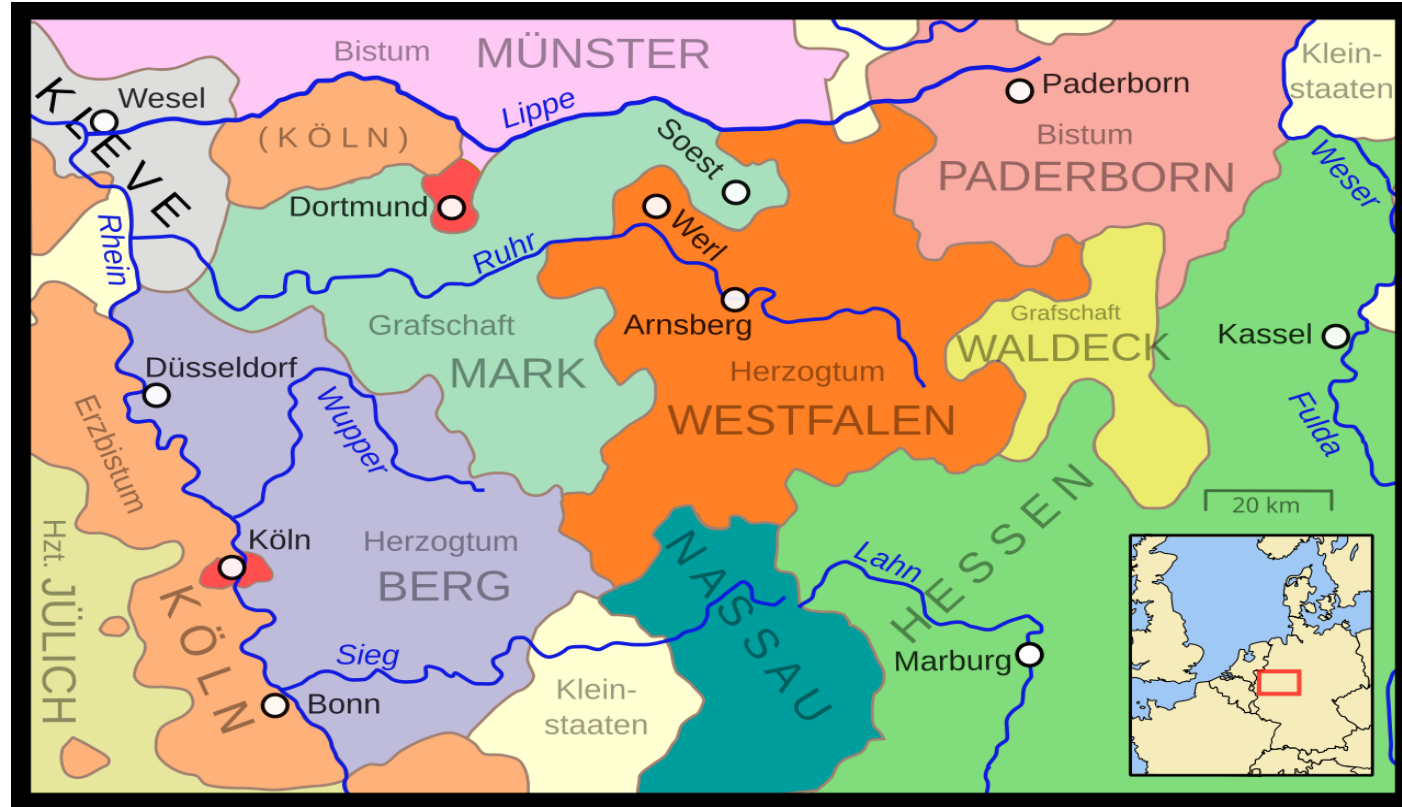 Bistum MÜNSTER
Klein-
staaten
KLEVE
Wesel
Paderborn
Lippe
(KÖLN)
Soest
Bistum
PADERBORN
Weser
Dortmund
Werl
Rhein
Ruhr
Grafschaft
MARK
Arnsberg
Grafschaft
WALDECK
Kassel
Düsseldorf
Herzogtum
WESTFALEN
Wupper
Fulda
Erzbistum
KÖLN
20 km
Hzt. JÜLICH
Köln
Herzogtum
BERG
NASSAU
Lahn
HESSEN
Sieg
Marburg
Bonn
Klein-
staaten